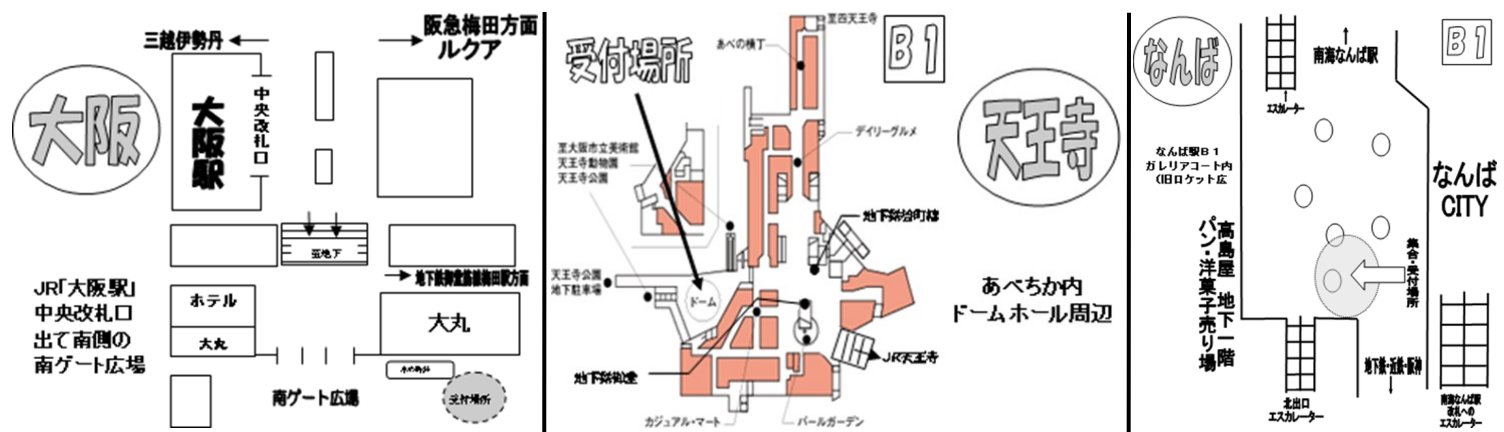 三越伊勢丹
阪急梅田方面
ルクア
大阪
大阪駅
中央改札口
至地下
地下鉄御堂筋線梅田駅方面
JR「大阪駅」
中央改札口
出て南側の
南ゲート広場
ホテル
大丸
大丸
水の時計
南ゲート広場
受付場所
受付場所
B1
至四天王寺
あべの横丁
天王寺
デイリーグルメ
至大阪市立美術館
天王寺動物園
天王寺公園
地下鉄谷町線
天王寺公園
地下駐車場
ドーム
あべちか内
ドームホール周辺
JR天王寺
地下鉄御堂
カジュアル・マート
パールガーデン
なんば
B1
南海なんば駅
エスカレーター
なんば駅B1
ガレリアコート内
(旧ロケット広
なんば
CITY
高島屋 地下一階
パン・洋菓子売り場
集合・受付場所
地下鉄・近鉄・阪神
北出口
エスカレーター
南海なんば駅
改札への
エスカレーター